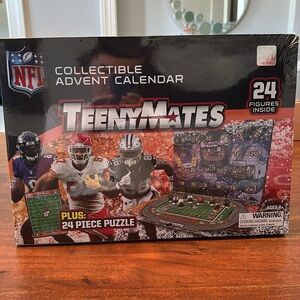 NFL
COLLECTIBLE
ADVENT CALENDAR
24
FIGURES
INSIDE
TEENYMATES
PLUS:
24 PIECE PUZZLE
WARNING